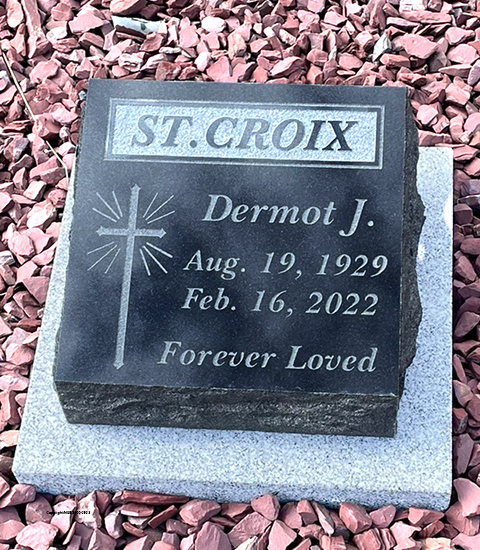 ST. CROIX
Dermot J.
Aug. 19, 1929
Feb. 16, 2022
Forever Loved